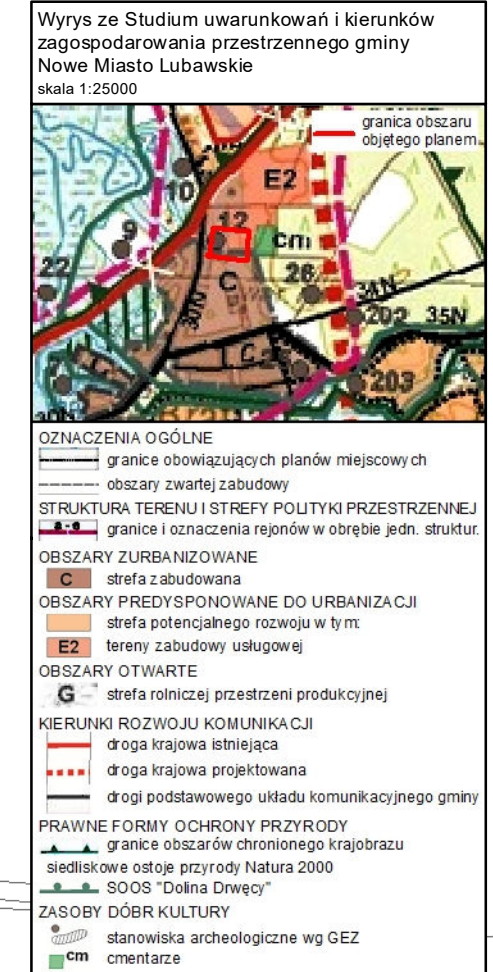 Wyrys ze Studium uwarunkowań i kierunków
zagospodarowania przestrzennego gminy
Nowe Miasto Lubawskie
skala 1:25000
granica obszaru
objętego planem
E2
10
12
9
cm
22
C
26
34N
30N
202
35N
C
203
OZNACZENIA OGÓLNE
granice obowiązujących planów miejscowych
obszary zwartej zabudowy
STRUKTURA TERENU I STREFY POLITYKI PRZESTRZENNEJ
a-e granice i oznaczenia rejonów w obrębie jedn. struktur.
OBSZARY ZURBANIZOWANE
C strefa zabudowana
OBSZARY PREDYSPONOWANE DO URBANIZACJI
strefa potencjalnego rozwoju w tym:
E2 tereny zabudowy usługowej
OBSZARY OTWARTE
G strefa rolniczej przestrzeni produkcyjnej
KIERUNKI ROZWOJU KOMUNIKACJI
droga krajowa istniejąca
droga krajowa projektowana
drogi podstawowego układu komunikacyjnego gminy
PRAWNE FORMY OCHRONY PRZYRODY
granice obszarów chronionego krajobrazu
siedliskowe ostoje przyrody Natura 2000
SOOS "Dolina Drwęcy"
ZASOBY DÓBR KULTURY
stanowiska archeologiczne wg GEZ
cm cmentarze